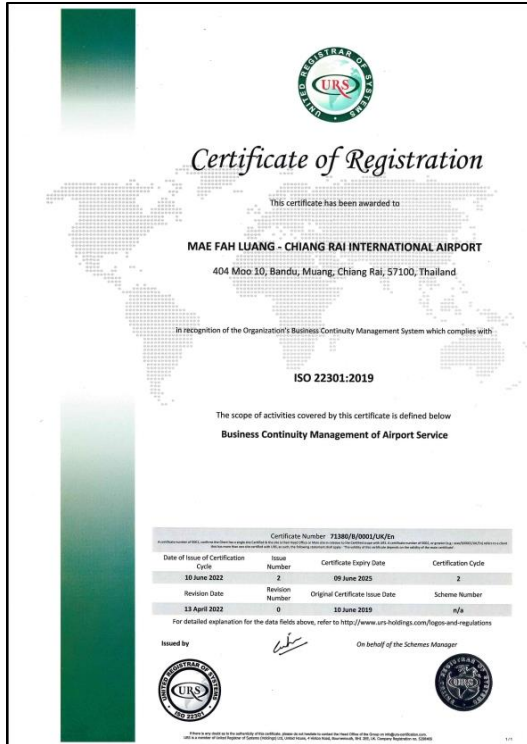 UNITED REGISTRAR OF SYSTEMS
URS
Certificate of Registration
This certificate has been awarded to
MAE FAH LUANG - CHIANG RAI INTERNATIONAL AIRPORT
404 Moo 10, Bandu, Muang, Chiang Rai, 57100, Thailand
in recognition of the Organization's Business Continuity Management System which complies with
ISO 22301:2019
The scope of activities covered by this certificate is defined below
Business Continuity Management of Airport Service
Certificate Number 71380/B/0001/UK/En
Date of Issue of Certification Cycle
Issue Number
Certificate Expiry Date
Certification Cycle
10 June 2022
2
09 June 2025
2
Revision Date
Revision Number
Original Certificate Issue Date
Scheme Number
13 April 2022
0
10 June 2019
n/a
For detailed explanation for the data fields above, refer to http://www.urs-holdings.com/logos-and-regulations
Issued by
On behalf of the Schemes Manager
UNITED REGISTRAR OF SYSTEMS
URS
ISO 22301
URS
1/1